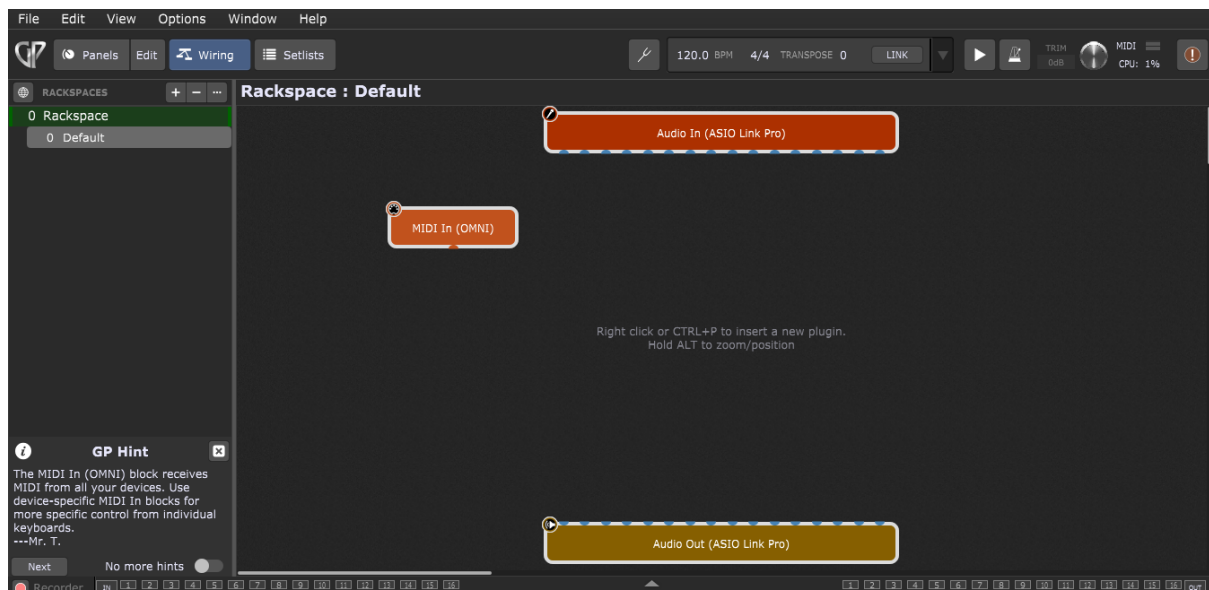 File Edit View Options Window Help
GP Panels Edit Wiring Setlists 120.0 BPM 4/4 TRANSPOSE 0 LINK TRIM 0dB MIDI CPU: 1%
RACKSPACES + − ... Rackspace : Default
0 Rackspace
0 Default
Audio In (ASIO Link Pro)
MIDI In (OMNI)
Right click or CTRL+P to insert a new plugin.
Hold ALT to zoom/position
GP Hint
The MIDI In (OMNI) block receives
MIDI from all your devices. Use
device-specific MIDI In blocks for
more specific control from individual
keyboards.
---Mr. T.
Audio Out (ASIO Link Pro)
Next No more hints
Recorder IN 1 2 3 4 5 6 7 8 9 10 11 12 13 14 15 16 1 2 3 4 5 6 7 8 9 10 11 12 13 14 15 16 OUT